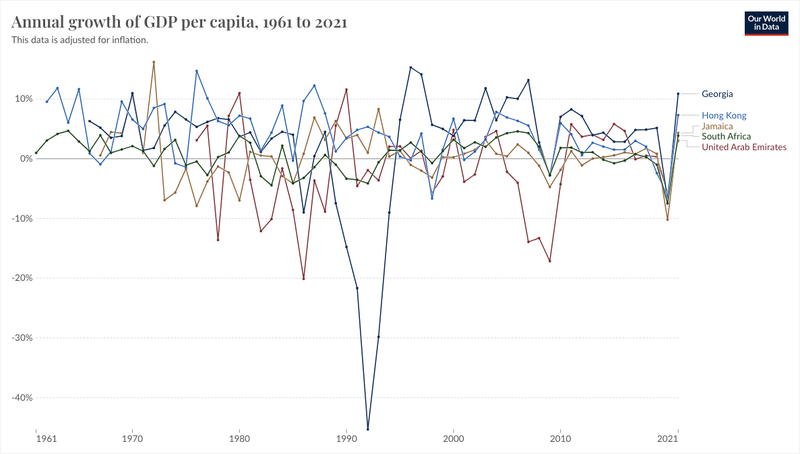 Annual growth of GDP per capita, 1961 to 2021
This data is adjusted for inflation.
Our World
in Data
10%
0%
-10%
-20%
-30%
-40%
1961
1970
1980
1990
2000
2010
2021
Georgia
Hong Kong
Jamaica
South Africa
United Arab Emirates